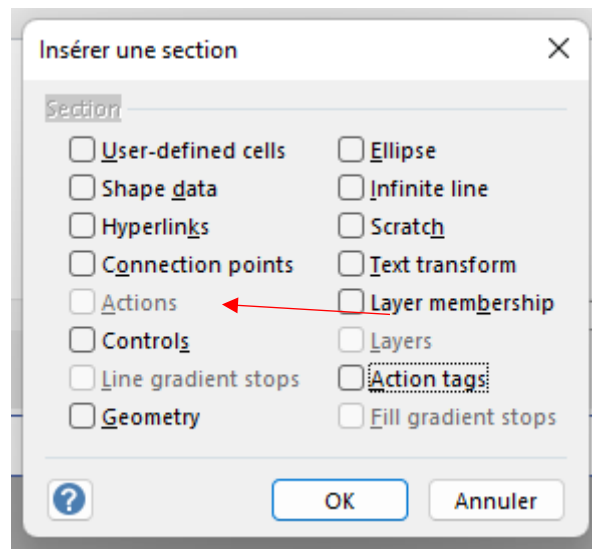 Insérer une section
Section
User-defined cells
Ellipse
Shape data
Infinite line
Hyperlinks
Scratch
Connection points
Text transform
Actions
Layer membership
Controls
Layers
Line gradient stops
Action tags
Geometry
Fill gradient stops
?
OK
Annuler